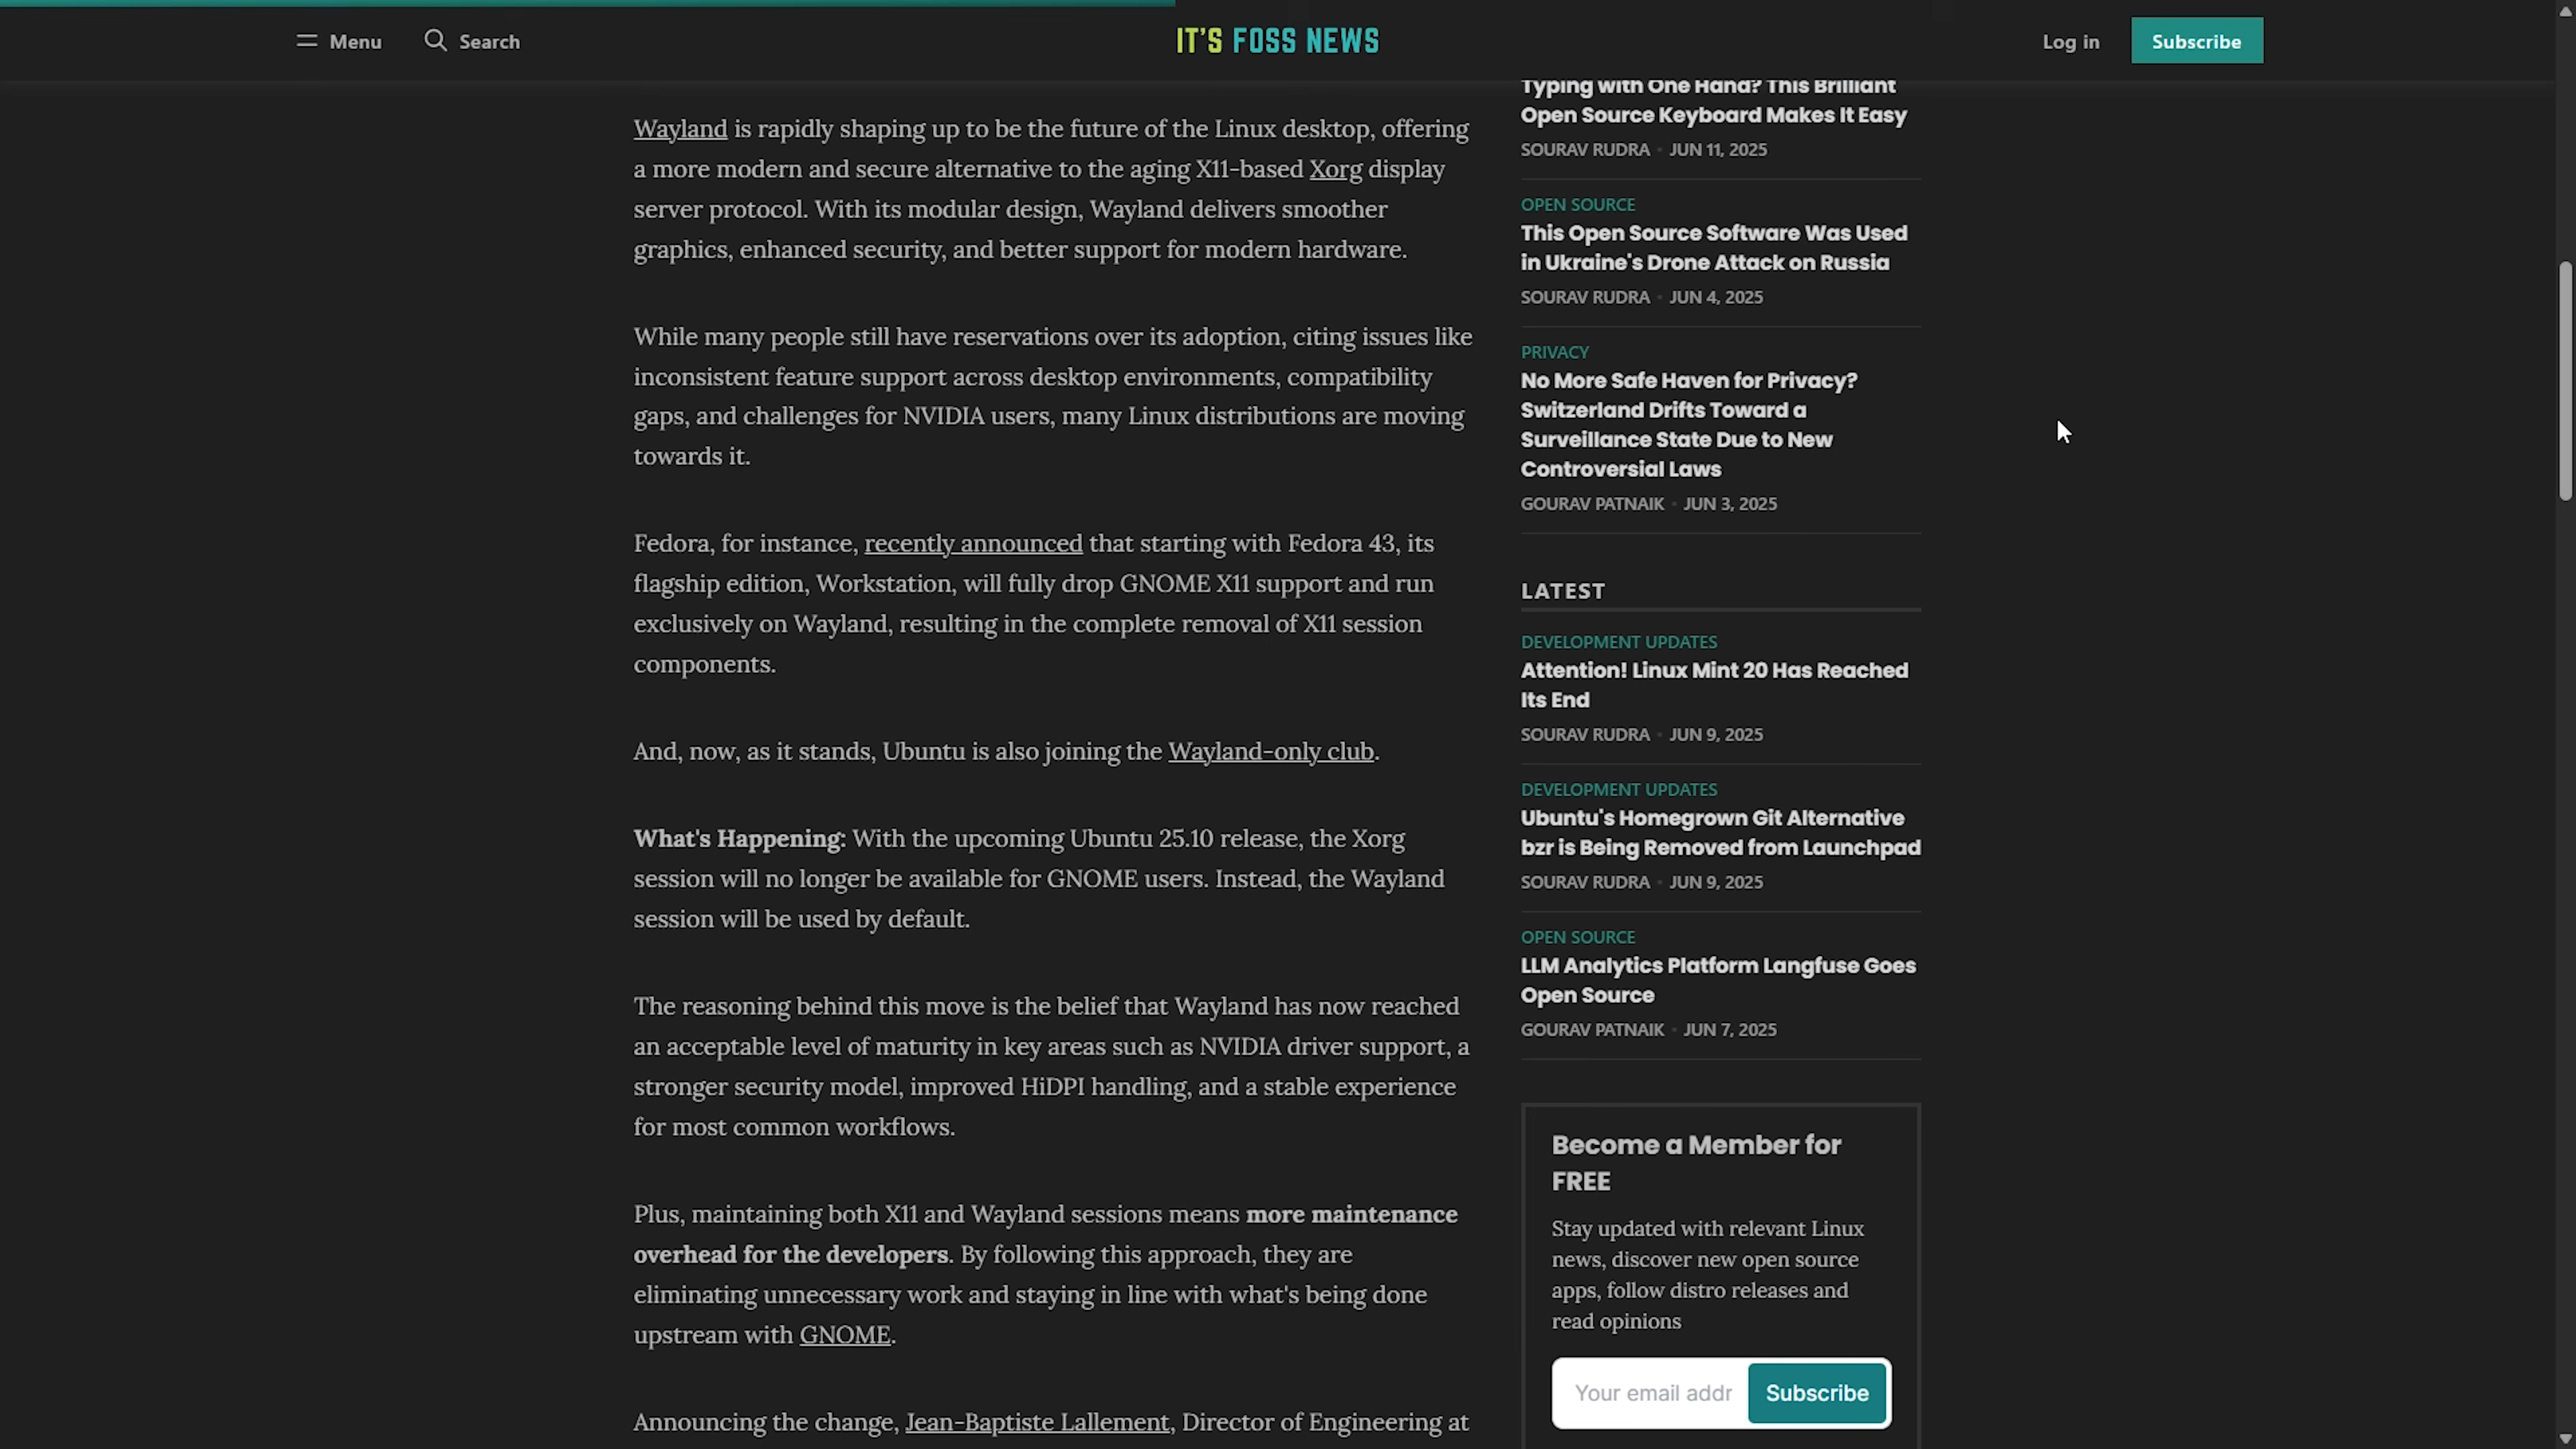 Menu
Search
IT'S FOSS NEWS
Log in
Subscribe
Wayland is rapidly shaping up to be the future of the Linux desktop, offering
a more modern and secure alternative to the aging X11-based Xorg display
server protocol. With its modular design, Wayland delivers smoother
graphics, enhanced security, and better support for modern hardware.
While many people still have reservations over its adoption, citing issues like
inconsistent feature support across desktop environments, compatibility
gaps, and challenges for NVIDIA users, many Linux distributions are moving
towards it.
Fedora, for instance, recently announced that starting with Fedora 43, its
flagship edition, Workstation, will fully drop GNOME X11 support and run
exclusively on Wayland, resulting in the complete removal of X11 session
components.
And, now, as it stands, Ubuntu is also joining the Wayland-only club.
What's Happening: With the upcoming Ubuntu 25.10 release, the Xorg
session will no longer be available for GNOME users. Instead, the Wayland
session will be used by default.
The reasoning behind this move is the belief that Wayland has now reached
an acceptable level of maturity in key areas such as NVIDIA driver support, a
stronger security model, improved HiDPI handling, and a stable experience
for most common workflows.
Plus, maintaining both X11 and Wayland sessions means more maintenance
overhead for the developers. By following this approach, they are
eliminating unnecessary work and staying in line with what's being done
upstream with GNOME.
Announcing the change, Jean-Baptiste Lallement, Director of Engineering at
Typing with One Hand? This Brilliant
Open Source Keyboard Makes It Easy
SOURAV RUDRA • JUN 11, 2025
OPEN SOURCE
This Open Source Software Was Used
in Ukraine's Drone Attack on Russia
SOURAV RUDRA • JUN 4, 2025
PRIVACY
No More Safe Haven for Privacy?
Switzerland Drifts Toward a
Surveillance State Due to New
Controversial Laws
GOURAV PATNAIK • JUN 3, 2025
LATEST
DEVELOPMENT UPDATES
Attention! Linux Mint 20 Has Reached
Its End
SOURAV RUDRA • JUN 9, 2025
DEVELOPMENT UPDATES
Ubuntu's Homegrown Git Alternative
bzr is Being Removed from Launchpad
SOURAV RUDRA • JUN 9, 2025
OPEN SOURCE
LLM Analytics Platform Langfuse Goes
Open Source
GOURAV PATNAIK • JUN 7, 2025
Become a Member for
FREE
Stay updated with relevant Linux
news, discover new open source
apps, follow distro releases and
read opinions
Your email addr
Subscribe